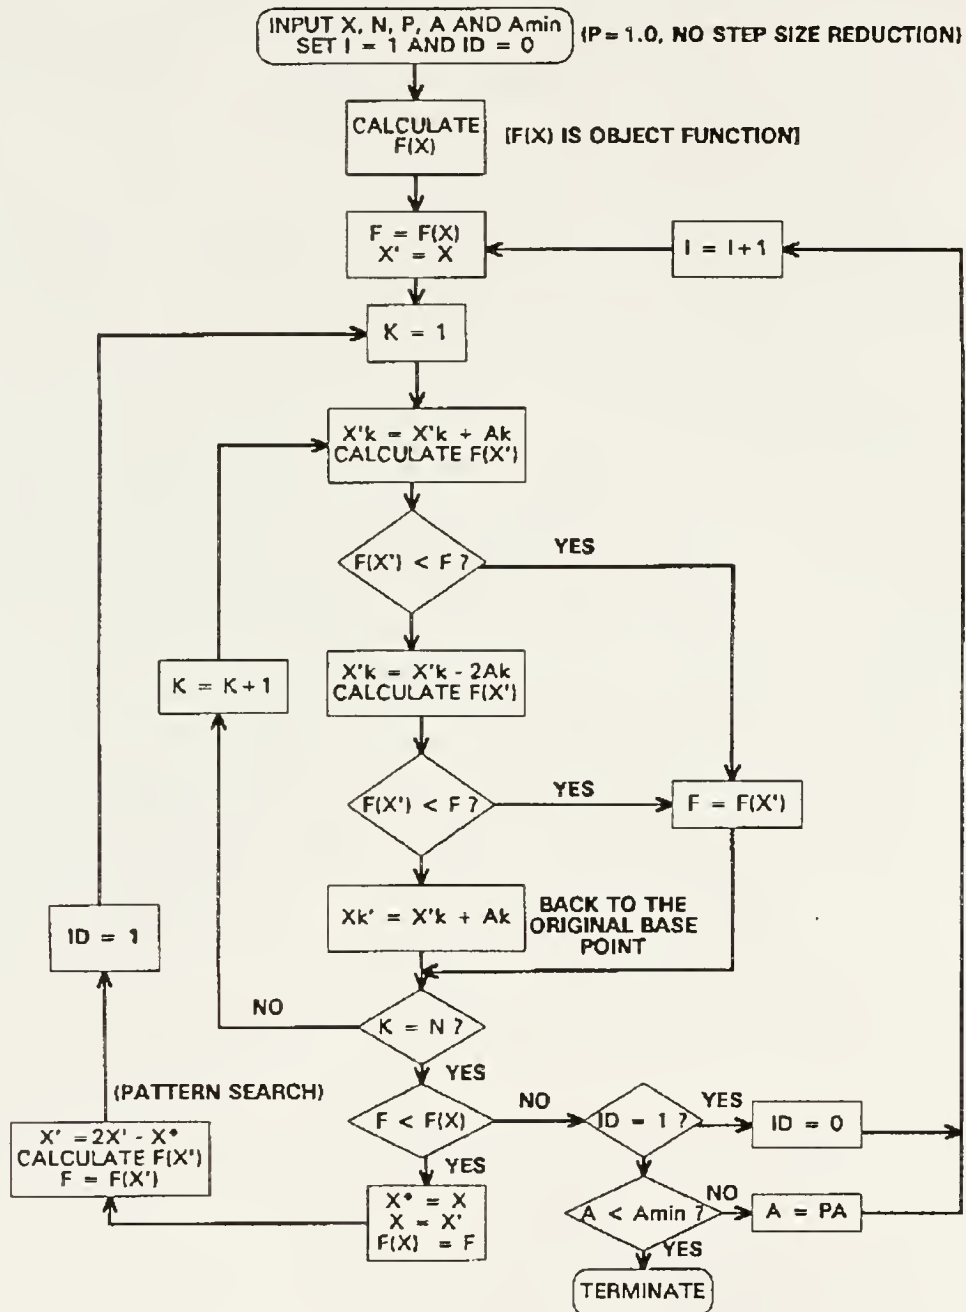 INPUT X, N, P, A AND Amin
SET I = 1 AND ID = 0
(P = 1.0, NO STEP SIZE REDUCTION)
CALCULATE
F(X)
[F(X) IS OBJECT FUNCTION]
F = F(X)
X' = X
I = I+1
K = 1
X'k = X'k + Ak
CALCULATE F(X')
F(X') < F ?
YES
X'k = X'k - 2Ak
CALCULATE F(X')
K = K+1
F(X') < F ?
YES
F = F(X')
Xk' = X'k + Ak
BACK TO THE
ORIGINAL BASE
POINT
ID = 1
NO
K = N ?
YES
(PATTERN SEARCH)
F < F(X)
NO
ID = 1 ?
YES
ID = 0
X' = 2X' - X*
CALCULATE F(X')
F = F(X')
YES
X* = X
X = X'
F(X) = F
A < Amin ?
NO
A = PA
YES
TERMINATE